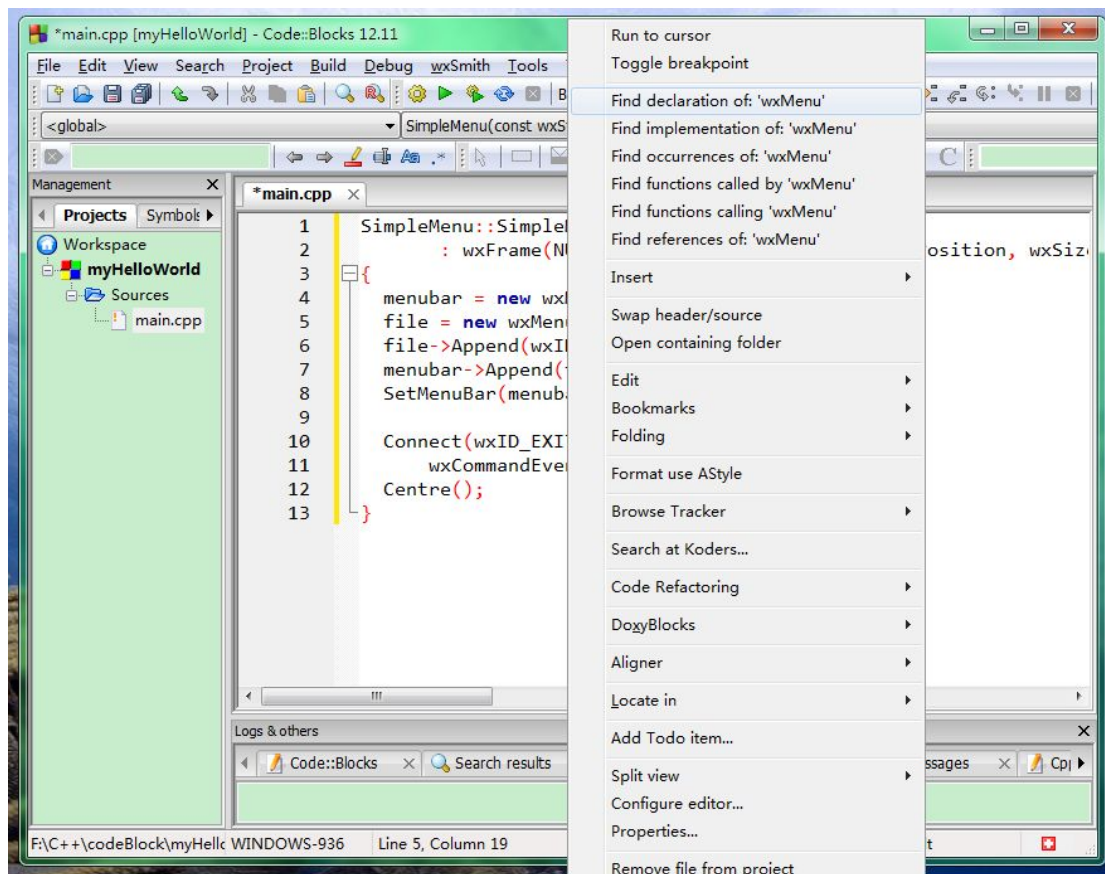 *main.cpp [myHelloWorld] - Code::Blocks 12.11
File Edit View Search Project Build Debug wxSmith Tools
<global>
SimpleMenu(const wxS
Management
Projects Symbols
Workspace
myHelloWorld
Sources
main.cpp
*main.cpp
1 SimpleMenu::Simple
2 : wxFrame(NU osition, wxSiz
3 {
4 menubar = new wx
5 file = new wxMen
6 file->Append(wxI
7 menubar->Append(
8 SetMenuBar(menub
9
10 Connect(wxID_EXI
11 wxCommandEve
12 Centre();
13 }
Run to cursor
Toggle breakpoint
Find declaration of: 'wxMenu'
Find implementation of: 'wxMenu'
Find occurrences of: 'wxMenu'
Find functions called by 'wxMenu'
Find functions calling 'wxMenu'
Find references of: 'wxMenu'
Insert
Swap header/source
Open containing folder
Edit
Bookmarks
Folding
Format use AStyle
Browse Tracker
Search at Koders...
Code Refactoring
DoxyBlocks
Aligner
Locate in
Add Todo item...
Split view
Configure editor...
Properties...
Remove file from project
Logs & others
Code::Blocks Search results ssages Cp
F:\C++\codeBlock\myHellc WINDOWS-936 Line 5, Column 19